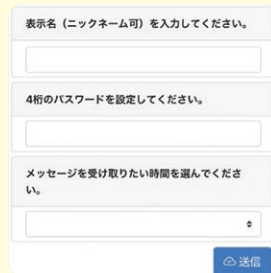 表示名（ニックネーム可）を入力してください。
4桁のパスワードを設定してください。
メッセージを受け取りたい時間を選んでくださ
い。
送信